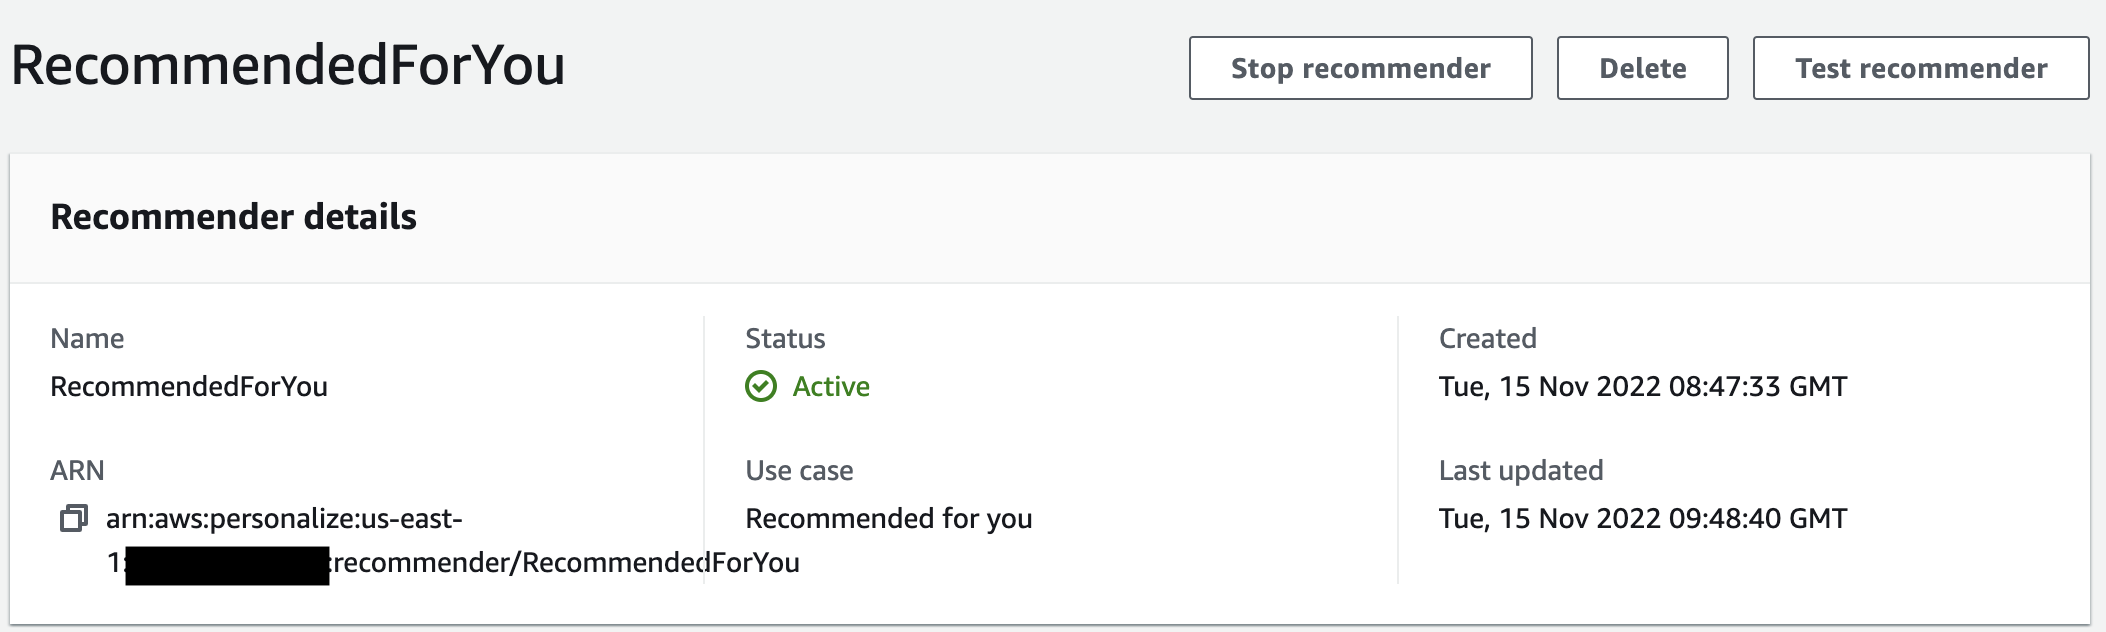 RecommendedForYou
Stop recommender
Delete
Test recommender
Recommender details
Name
RecommendedForYou
ARN
arn:aws:personalize:us-east-
1: :recommender/RecommendedForYou
Status
Active
Use case
Recommended for you
Created
Tue, 15 Nov 2022 08:47:33 GMT
Last updated
Tue, 15 Nov 2022 09:48:40 GMT